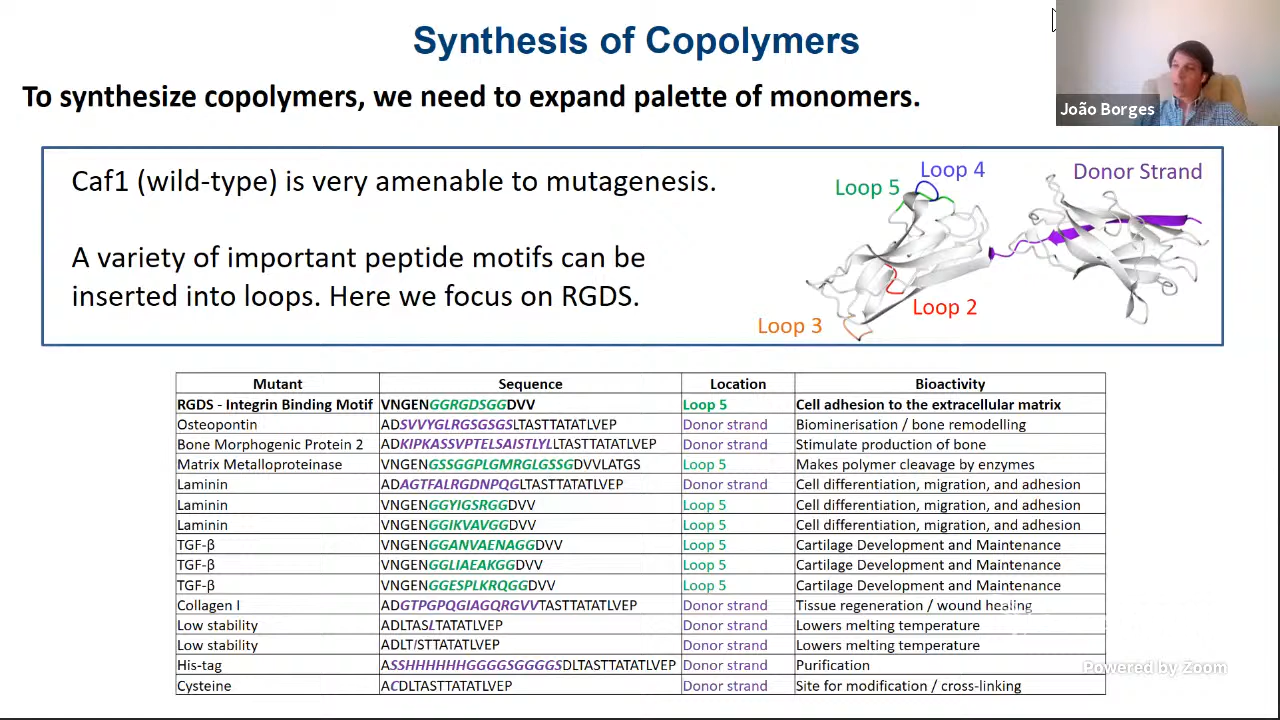 Synthesis of Copolymers
To synthesize copolymers, we need to expand palette of monomers.
João Borges
Caf1 (wild-type) is very amenable to mutagenesis.
A variety of important peptide motifs can be
inserted into loops. Here we focus on RGDS.
Loop 4
Loop 5
Donor Strand
Loop 2
Loop 3
Mutant Sequence Location Bioactivity
RGDS - Integrin Binding Motif VNGENGGRGDSGGDVV Loop 5 Cell adhesion to the extracellular matrix
Osteopontin ADSVVYGLRGSGSGSLTASTTATATLVEP Donor strand Biominerisation / bone remodelling
Bone Morphogenic Protein 2 ADKIPKASSVPTELSAISTLYLLTASTTATATLVEP Donor strand Stimulate production of bone
Matrix Metalloproteinase VNGENGSSGGPLGMRGLGSSGDVVLATGS Loop 5 Makes polymer cleavage by enzymes
Laminin ADAGTFALRGDNPQGLTASTTATATLVEP Donor strand Cell differentiation, migration, and adhesion
Laminin VNGENGGYIGSRGGDVV Loop 5 Cell differentiation, migration, and adhesion
Laminin VNGENGGIKVAVGGDVV Loop 5 Cell differentiation, migration, and adhesion
TGF-β VNGENGGANVAENAGGDVV Loop 5 Cartilage Development and Maintenance
TGF-β VNGENGGLIAEAKGGDVV Loop 5 Cartilage Development and Maintenance
TGF-β VNGENGGESPLKRQGGDVV Loop 5 Cartilage Development and Maintenance
Collagen I ADGTPGPQGIAGQRGVVTASTTATATLVEP Donor strand Tissue regeneration / wound healing
Low stability ADLTASLTATATLVEP Donor strand Lowers melting temperature
Low stability ADLTISTTATATLVEP Donor strand Lowers melting temperature
His-tag ASSHHHHHHGGGGSGGGGSDLTASTTATATLVEP Donor strand Purification
Cysteine ACDLTASTTATATLVEP Donor strand Site for modification / cross-linking
Powered by Zoom